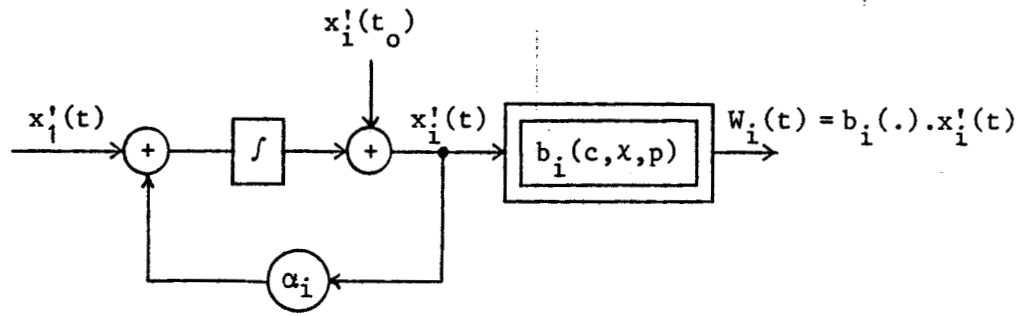 x'i(to)
x'1(t)
+
∫
+
x'i(t)
bi(c,χ,p)
Wi(t) = bi(.).x'i(t)
αi